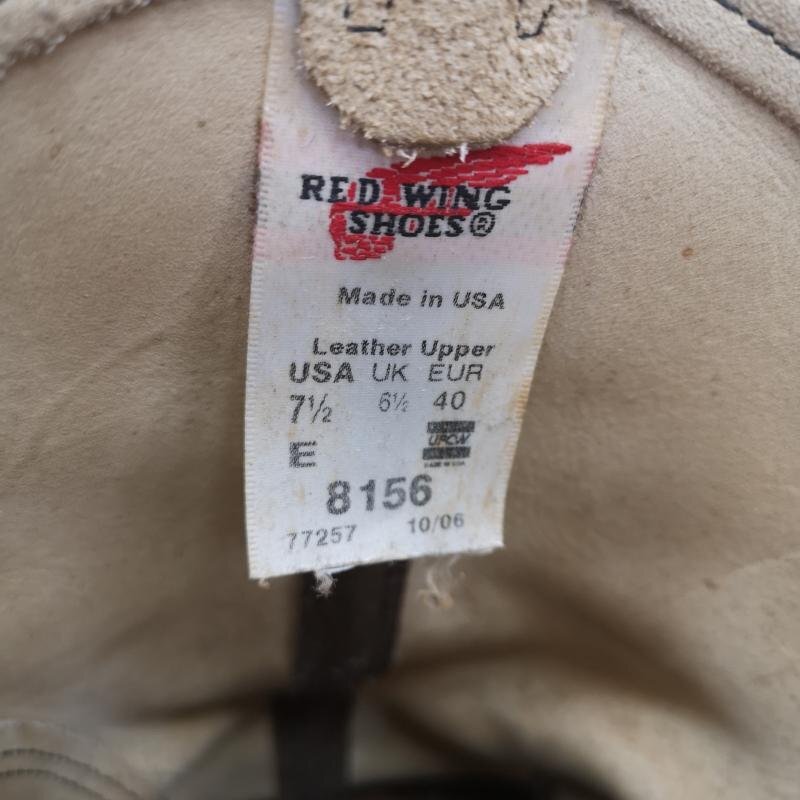 RED WING
SHOES®
Made in USA
Leather Upper
USA UK EUR
7½ 6½ 40
E UFCW
8156
77257 10/06